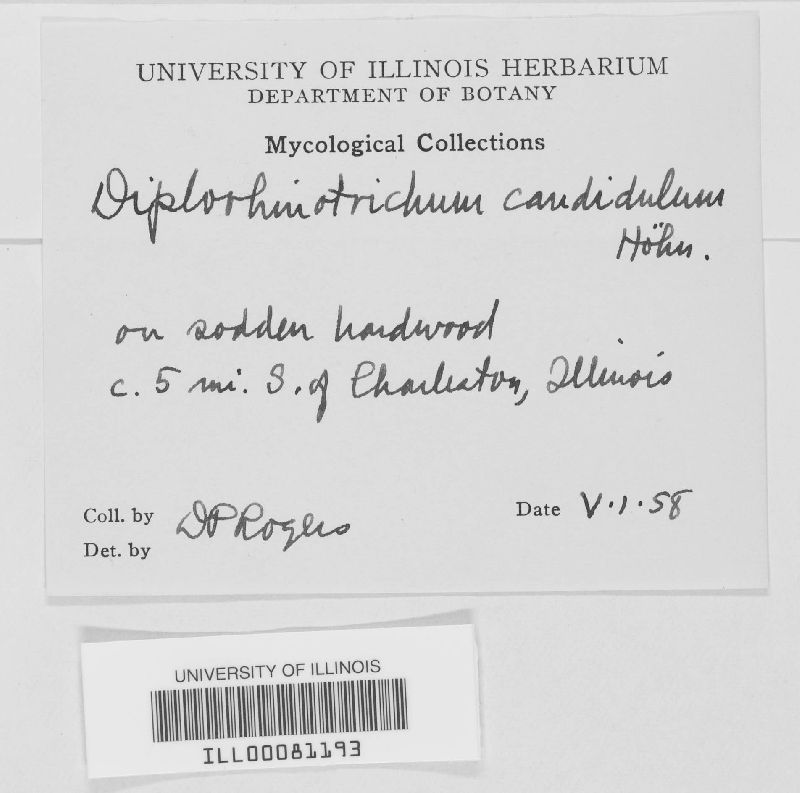 UNIVERSITY OF ILLINOIS HERBARIUM
DEPARTMENT OF BOTANY
Mycological Collections
Diplorhinotrichum candidulum
Höhn.
on sodden hardwood
c. 5 mi. S. of Charleston, Illinois
Coll. by DPRogers
Date V·1·58
Det. by
UNIVERSITY OF ILLINOIS
ILL00081193